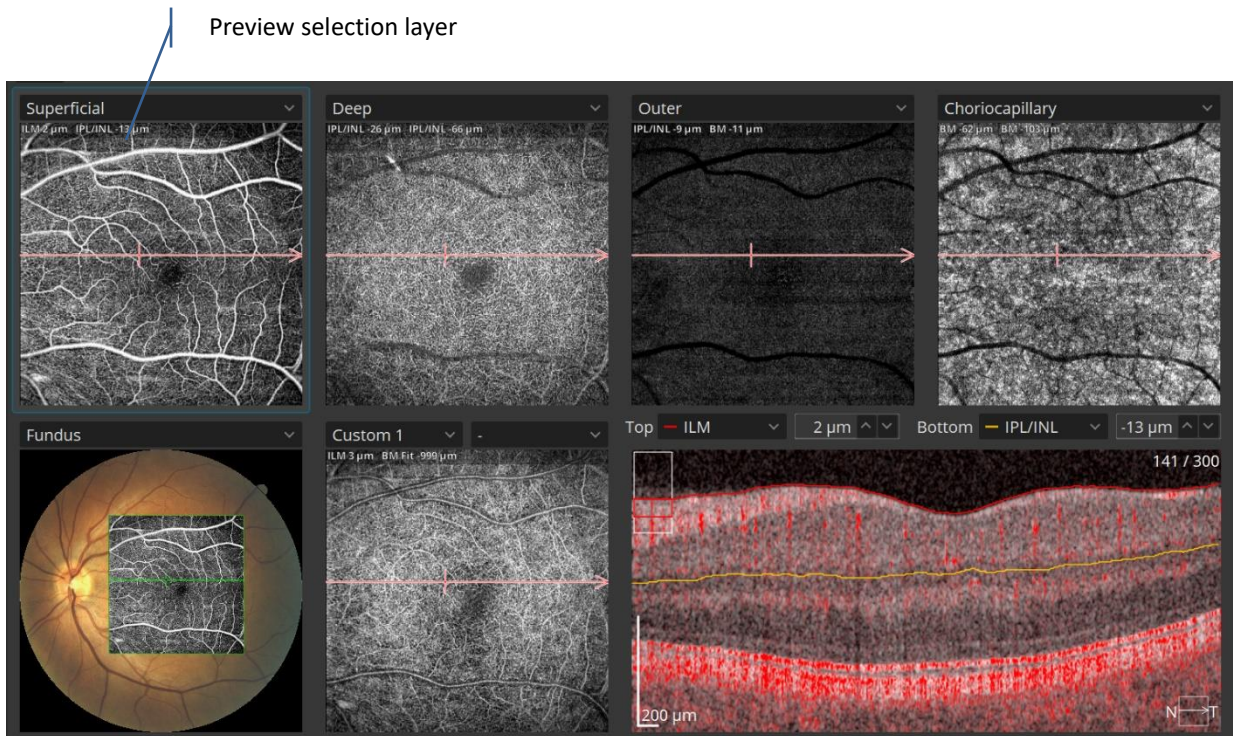 Preview selection layer
Superficial
Deep
Outer
Choriocapillary
ILM 2 µm IPL/INL -13 µm
IPL/INL -26 µm IPL/INL -66 µm
IPL/INL -9 µm BM -11 µm
BM -62 µm BM -103 µm
Fundus
Custom 1 -
Top ILM 2 µm Bottom IPL/INL -13 µm
ILM 3 µm BM Fit -999 µm
141 / 300
200 µm
N T